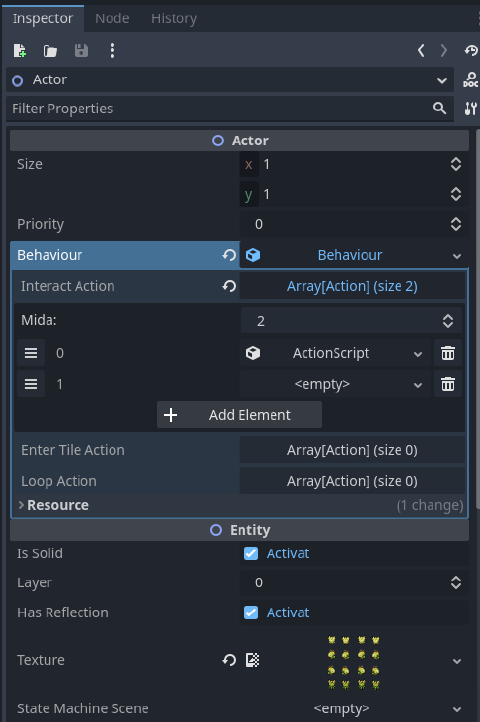 Inspector Node History
Actor
DOC
Filter Properties
Actor
Size x 1
y 1
Priority 0
Behaviour Behaviour
Interact Action Array[Action] (size 2)
Mida: 2
0 ActionScript
1 <empty>
Add Element
Enter Tile Action Array[Action] (size 0)
Loop Action Array[Action] (size 0)
Resource (1 change)
Entity
Is Solid Activat
Layer 0
Has Reflection Activat
Texture
State Machine Scene <empty>